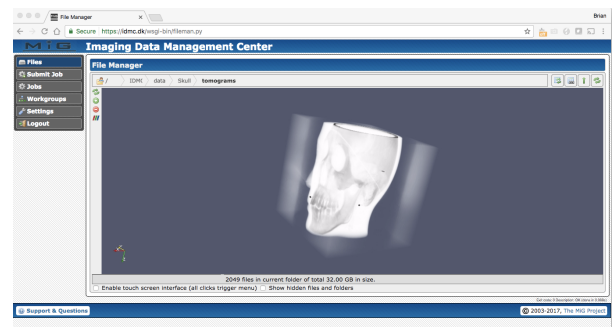 File Manager
Brian
Secure https://idmc.dk/wsgi-bin/fileman.py
MiG Imaging Data Management Center
Files
Submit Job
Jobs
Workgroups
Settings
Logout
File Manager
/ IDMC data Skull tomograms
2049 files in current folder of total 32.00 GB in size.
Enable touch screen interface (all clicks trigger menu) Show hidden files and folders
Support & Questions
© 2003-2017, The MiG Project